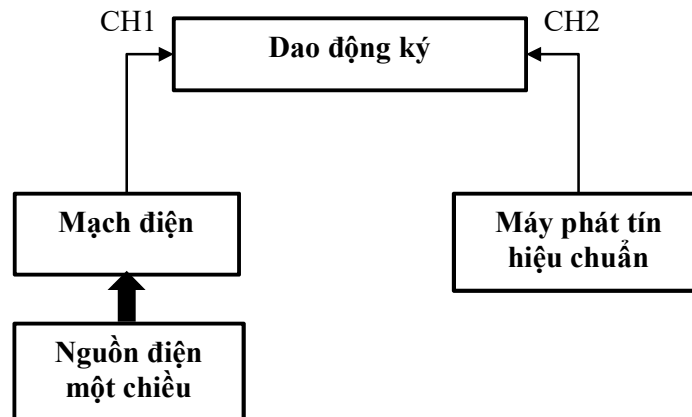 CH1
CH2
Dao động ký
Mạch điện
Máy phát tín
hiệu chuẩn
Nguồn điện
một chiều